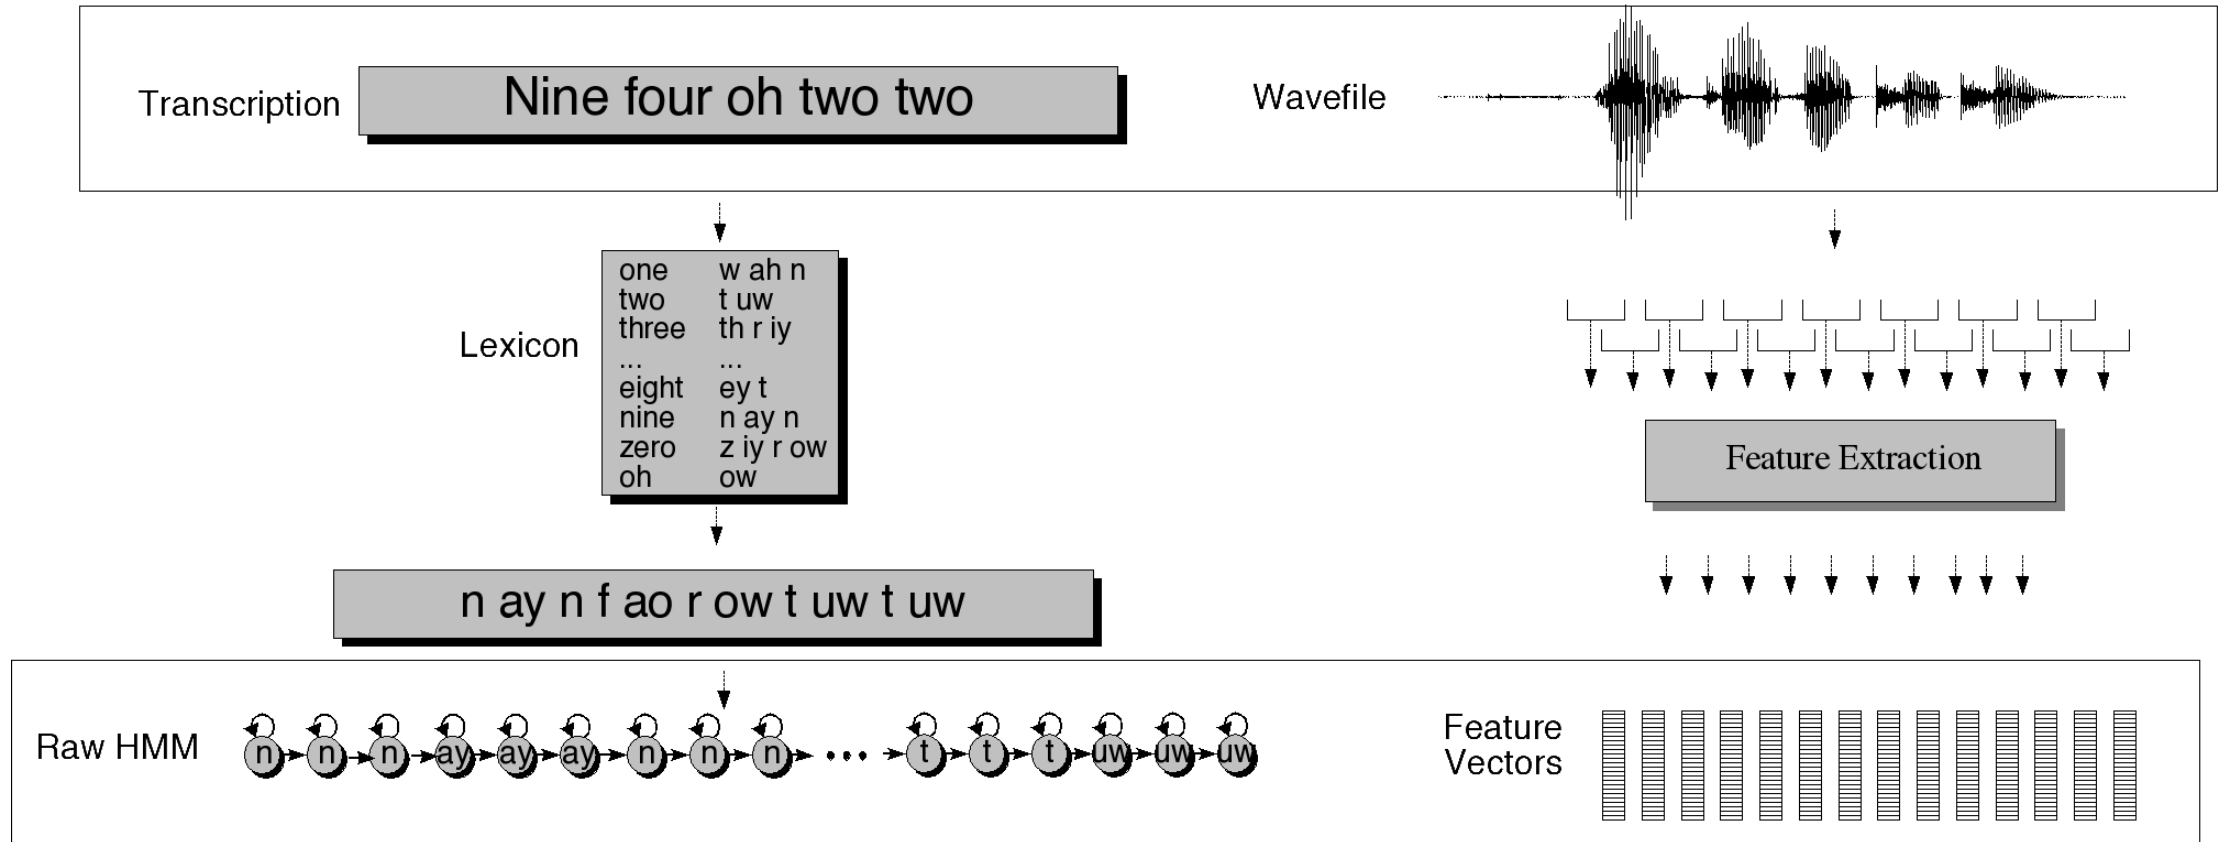 Transcription
Nine four oh two two
Wavefile
Lexicon
one w ah n
two t uw
three th r iy
... ...
eight ey t
nine n ay n
zero z iy r ow
oh ow
Feature Extraction
n ay n f ao r ow t uw t uw
Raw HMM
n n n ay ay ay n n n ... t t t uw uw uw
Feature
Vectors